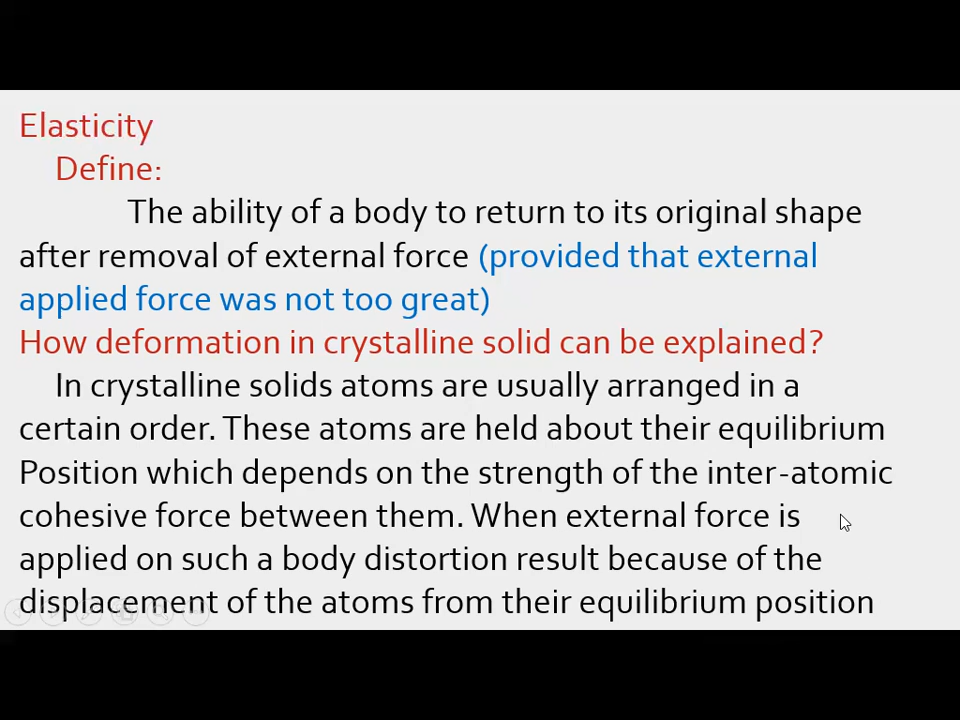 Elasticity
Define:
The ability of a body to return to its original shape
after removal of external force (provided that external
applied force was not too great)
How deformation in crystalline solid can be explained?
In crystalline solids atoms are usually arranged in a
certain order. These atoms are held about their equilibrium
Position which depends on the strength of the inter-atomic
cohesive force between them. When external force is
applied on such a body distortion result because of the
displacement of the atoms from their equilibrium position